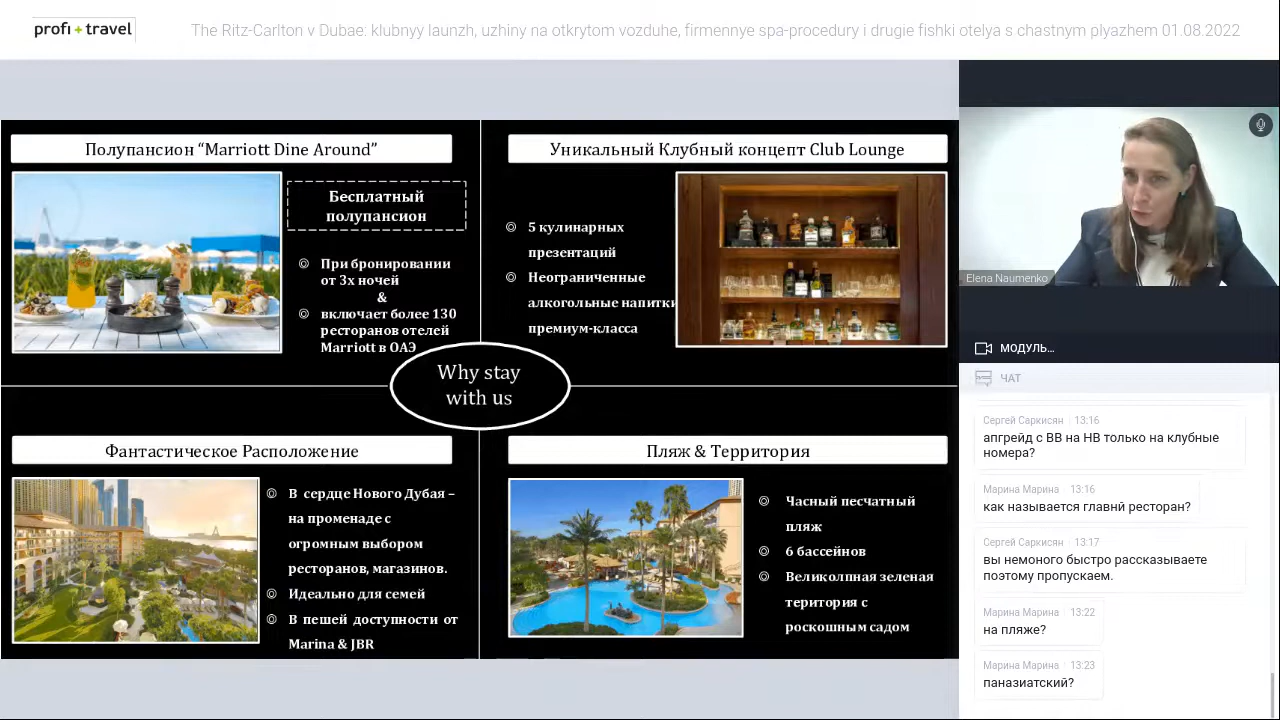 profi+travel
The Ritz-Carlton v Dubae: klubnyy launzh, uzhiny na otkrytom vozduhe, firmennye spa-procedury i drugie fishki otelya s chastnym plyazhem 01.08.2022
Полупансион “Marriott Dine Around”
Бесплатный
полупансион
При бронировании
от 3х ночей
&
включает более 130
ресторанов отелей
Marriott в ОАЭ
Уникальный Клубный концепт Club Lounge
5 кулинарных
презентаций
Неограниченные
алкогольные напитки
премиум-класса
Why stay
with us
Фантастическое Расположение
В сердце Нового Дубая –
на променаде с
огромным выбором
ресторанов, магазинов.
Идеально для семей
В пешей доступности от
Marina & JBR
Пляж & Территория
Часный песчатный
пляж
6 бассейнов
Великолпная зеленая
територия с
роскошным садом
Elena Naumenko
МОДУЛЬ...
ЧАТ
Сергей Саркисян 13:16
апгрейд с ВВ на НВ только на клубные
номера?
Марина Марина 13:16
как называется главнй ресторан?
Сергей Саркисян 13:17
вы немоного быстро рассказываете
поэтому пропускаем.
Марина Марина 13:22
на пляже?
Марина Марина 13:23
паназиатский?